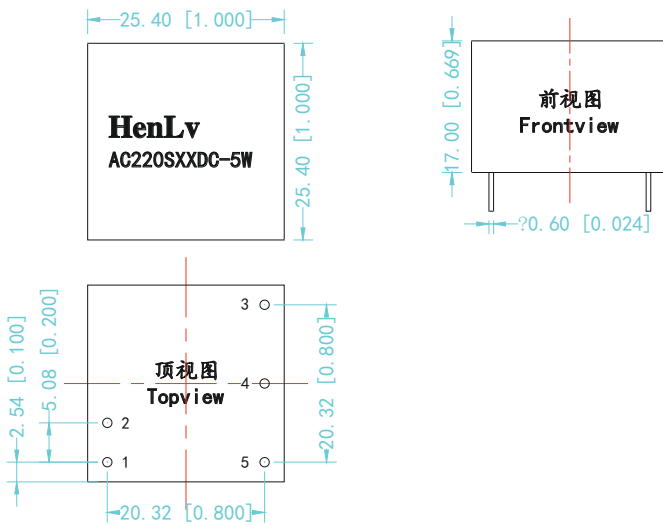 25.40 [1.000]
HenLv
AC220SXXDC-5W
25.40 [1.000]
17.00 [0.669]
前视图
Frontview
?0.60 [0.024]
2.54 [0.100]
5.08 [0.200]
顶视图
Topview
3
4
2
1
5
20.32 [0.800]
20.32 [0.800]